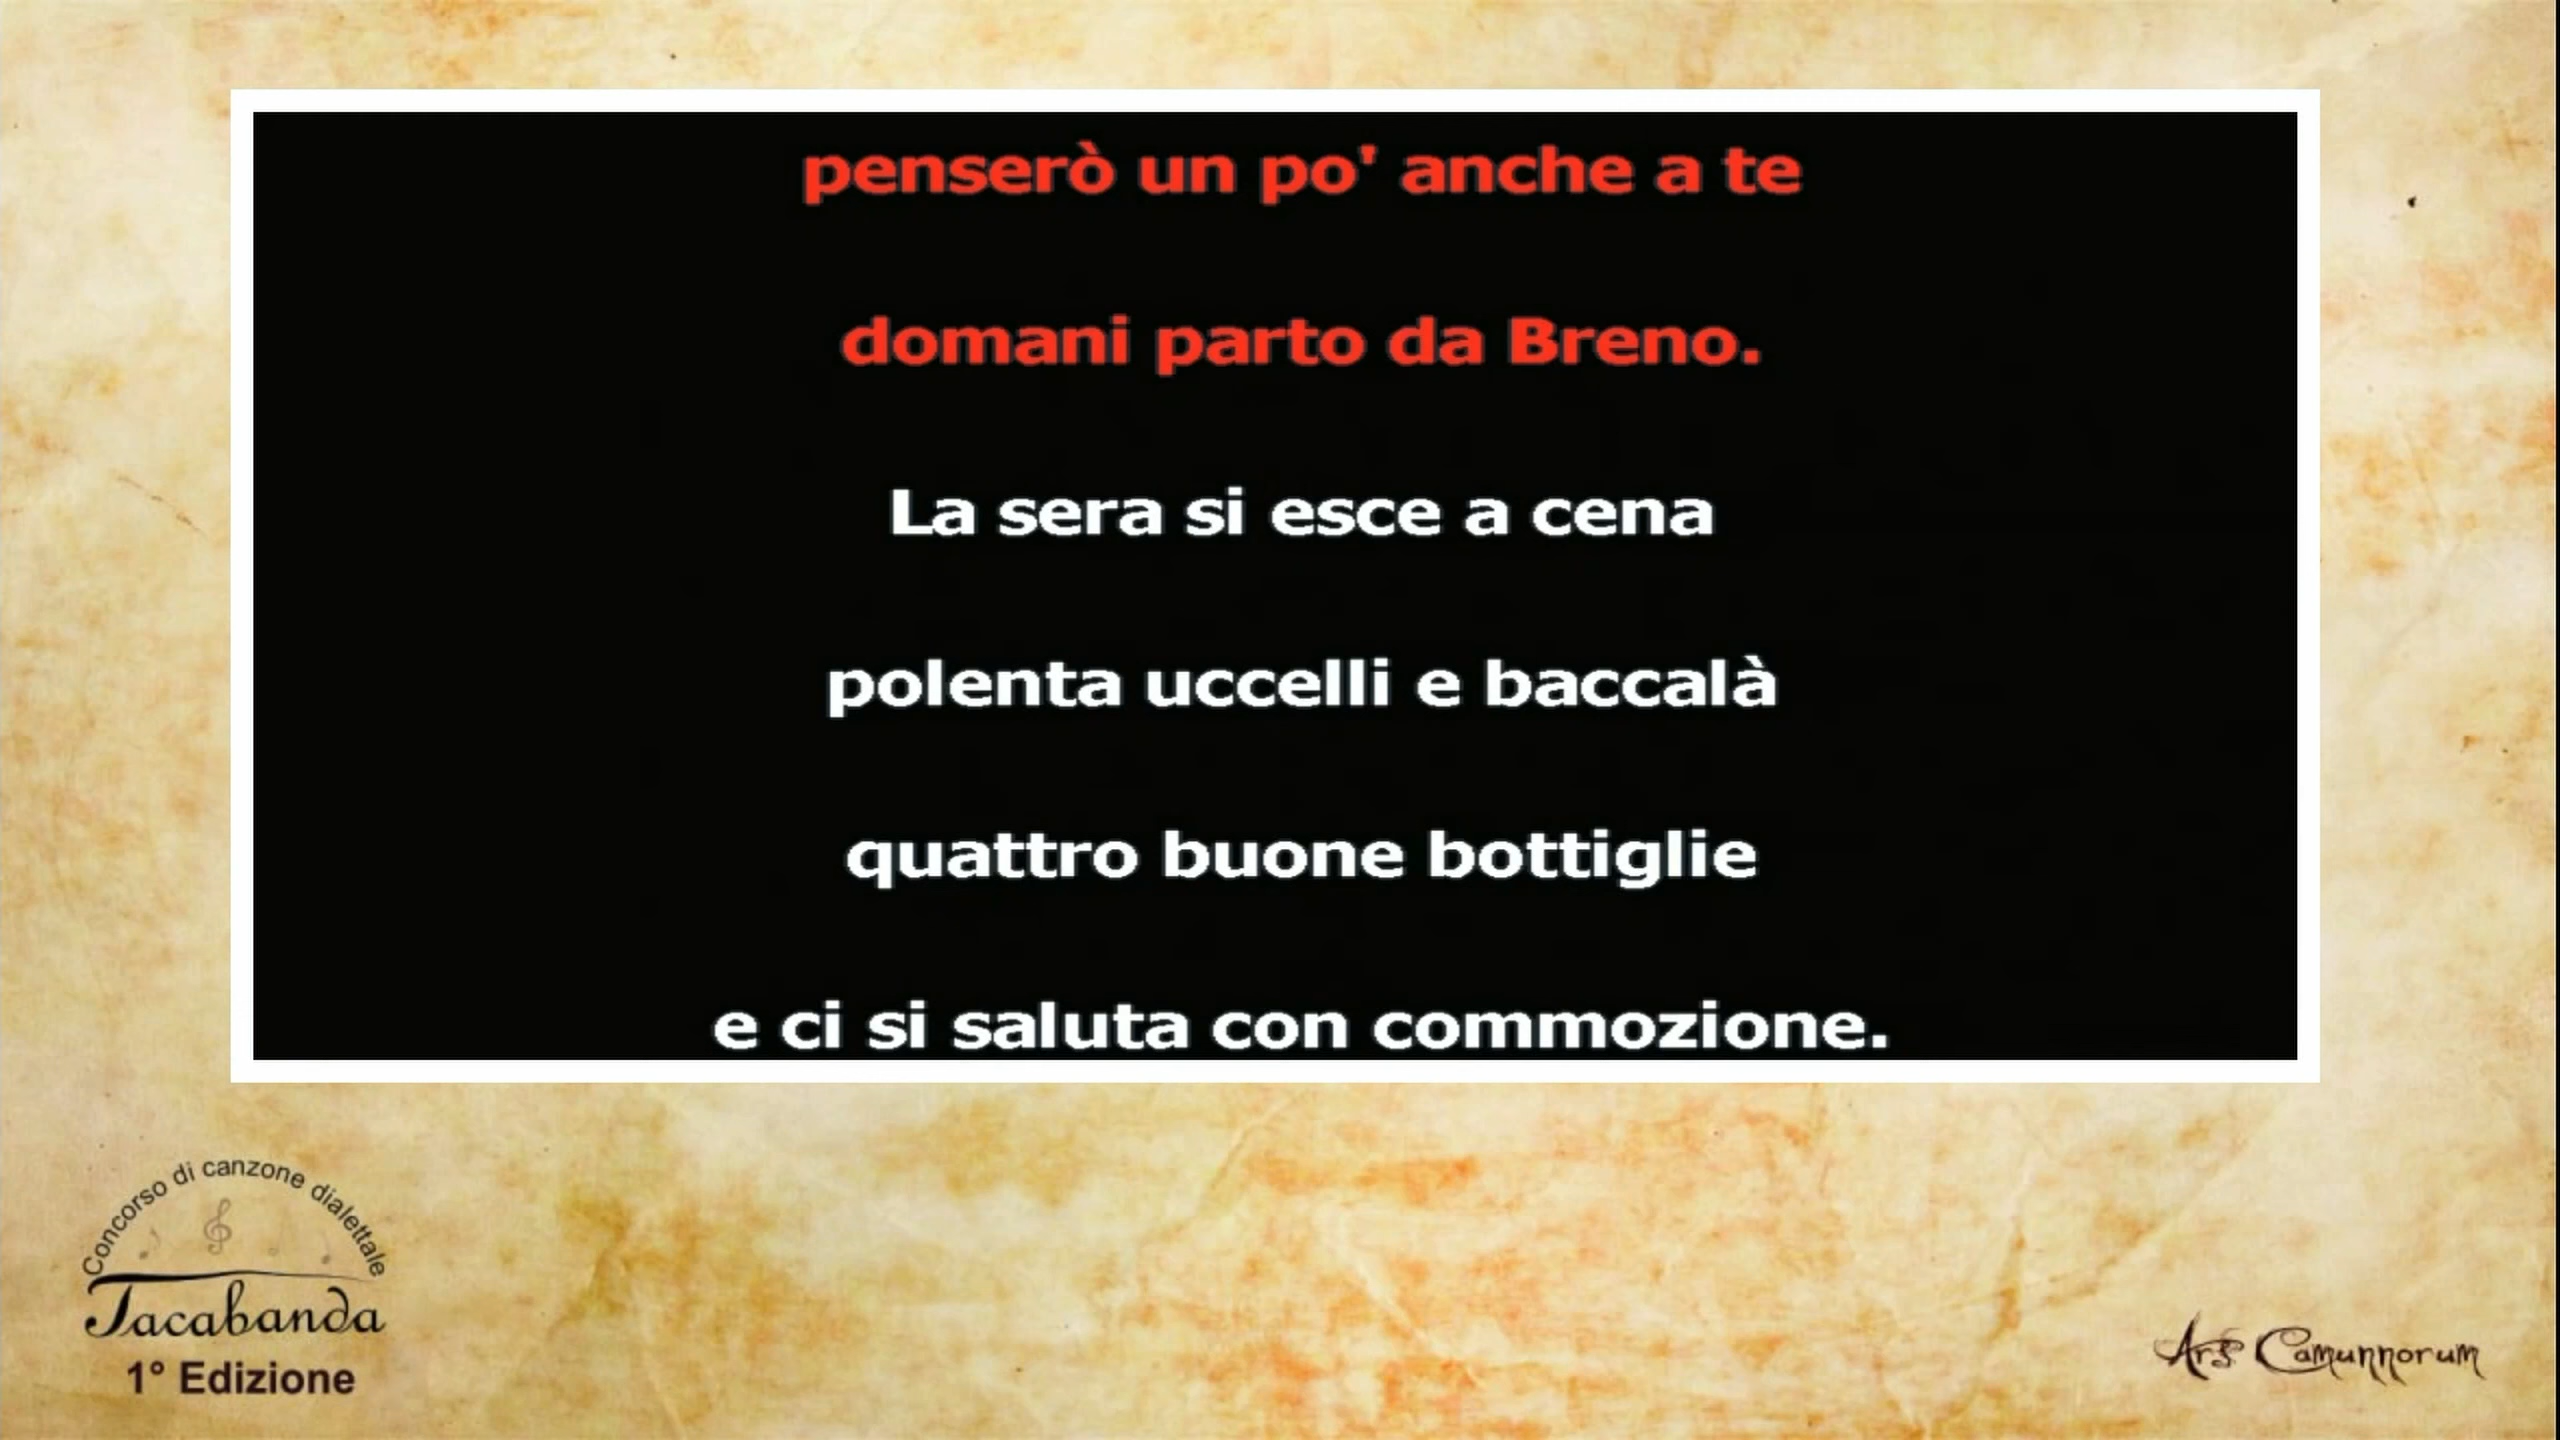 penserò un po' anche a te
domani parto da Breno.
La sera si esce a cena
polenta uccelli e baccalà
quattro buone bottiglie
e ci si saluta con commozione.
Concorso di canzone dialettale
Tacabanda
1° Edizione
Ars Camunnorum